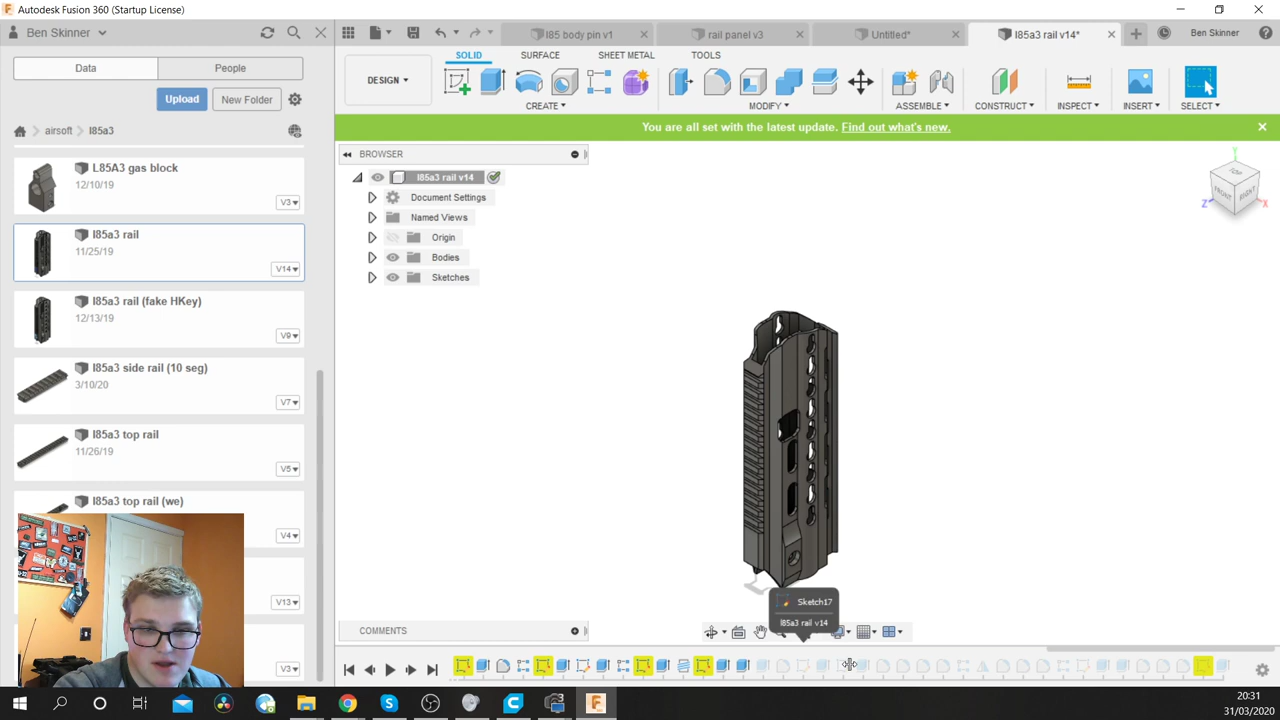 Autodesk Fusion 360 (Startup License)
Ben Skinner
l85 body pin v1
rail panel v3
Untitled*
l85a3 rail v14*
Ben Skinner
Data
People
Upload
New Folder
airsoft
l85a3
DESIGN
SOLID
SURFACE
SHEET METAL
TOOLS
CREATE
MODIFY
ASSEMBLE
CONSTRUCT
INSPECT
INSERT
SELECT
You are all set with the latest update. Find out what's new.
BROWSER
l85a3 rail v14
Document Settings
Named Views
Origin
Bodies
Sketches
L85A3 gas block
12/10/19
V3
l85a3 rail
11/25/19
V14
l85a3 rail (fake HKey)
12/13/19
V9
l85a3 side rail (10 seg)
3/10/20
V7
l85a3 top rail
11/26/19
V5
l85a3 top rail (we)
V4
V13
V3
TOP
FRONT
RIGHT
Y
Z
X
Sketch17
l85a3 rail v14
COMMENTS
20:31
31/03/2020